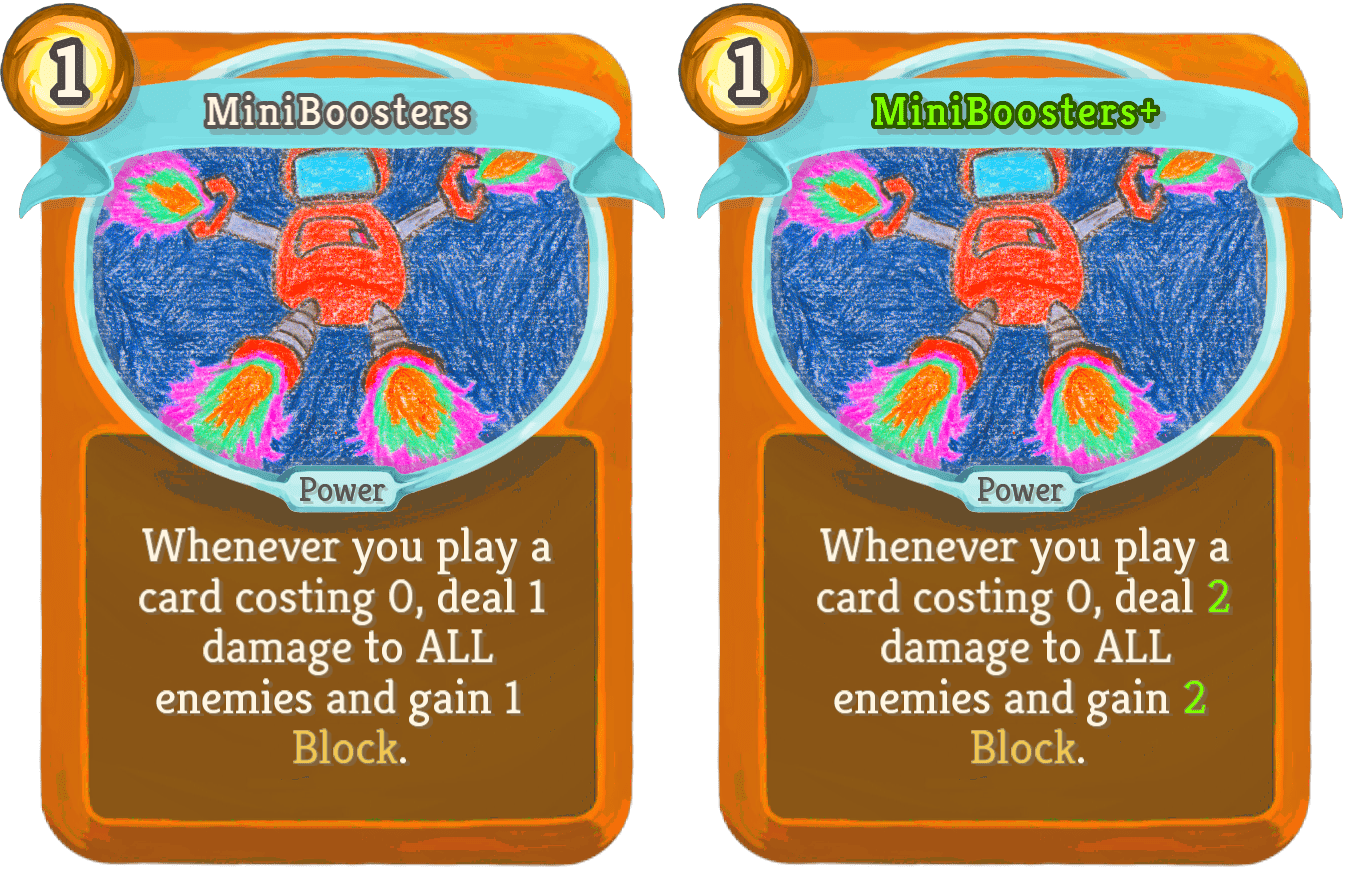 1
MiniBoosters
Power
Whenever you play a
card costing 0, deal 1
damage to ALL
enemies and gain 1
Block.
1
MiniBoosters+
Power
Whenever you play a
card costing 0, deal 2
damage to ALL
enemies and gain 2
Block.